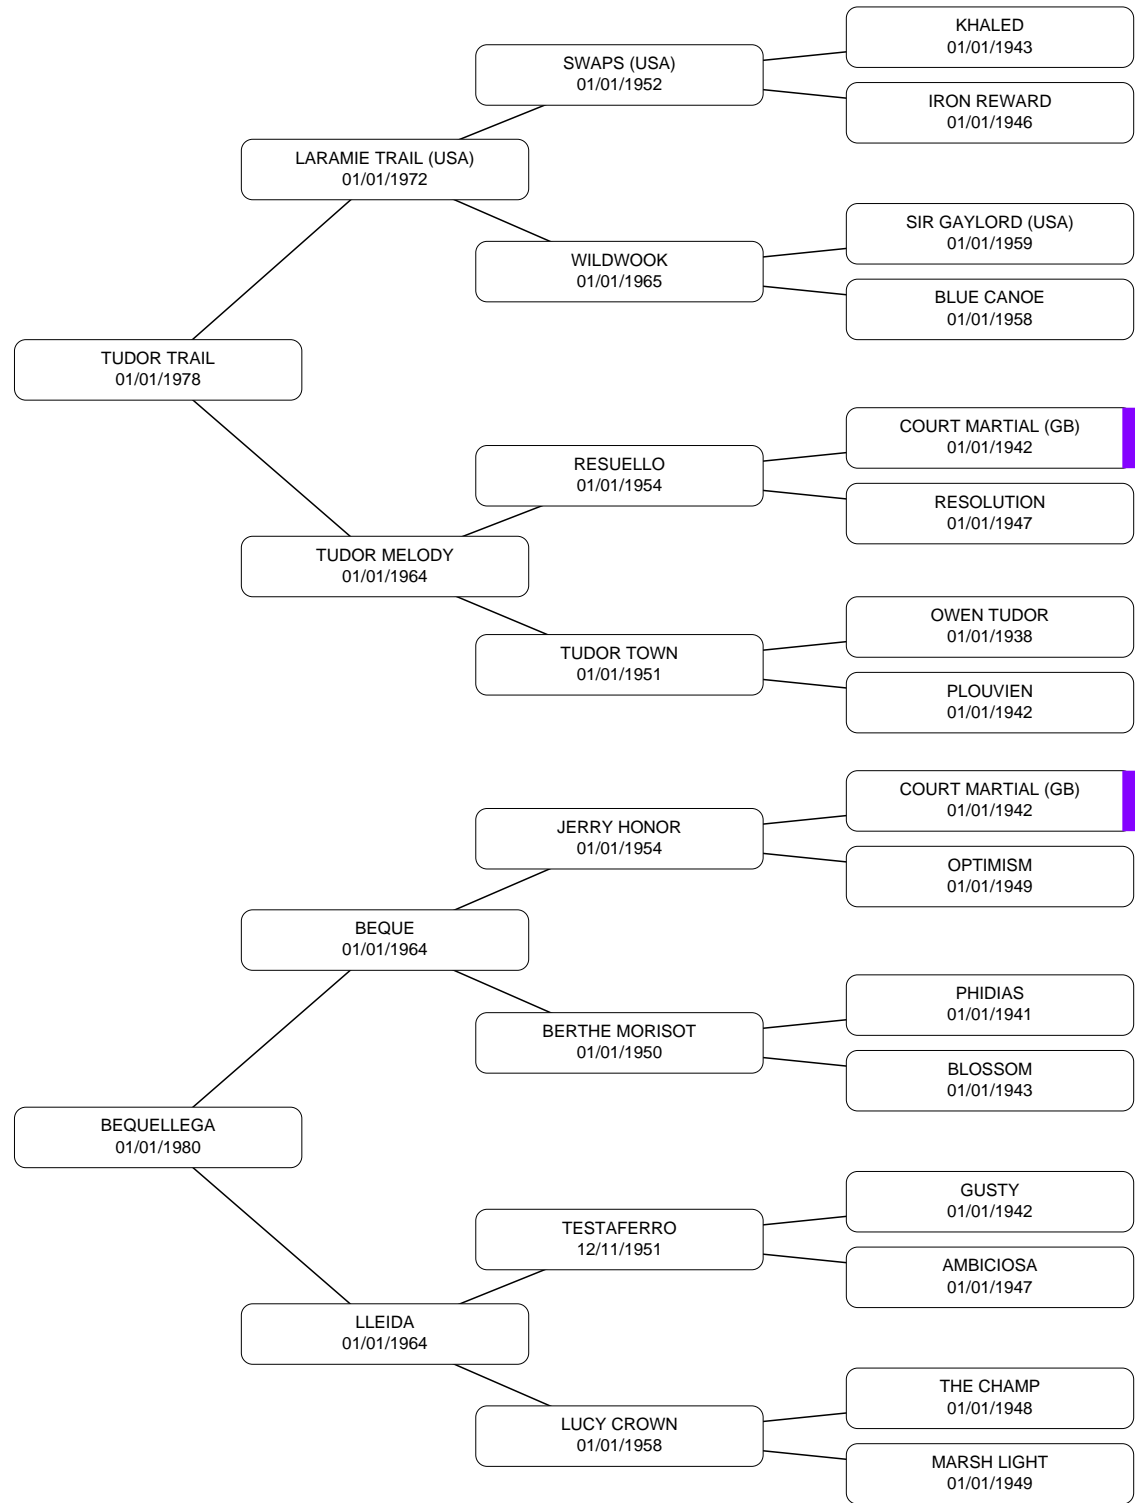 KHALED
01/01/1943
SWAPS (USA)
01/01/1952
IRON REWARD
01/01/1946
LARAMIE TRAIL (USA)
01/01/1972
SIR GAYLORD (USA)
01/01/1959
WILDWOOK
01/01/1965
BLUE CANOE
01/01/1958
TUDOR TRAIL
01/01/1978
COURT MARTIAL (GB)
01/01/1942
RESUELLO
01/01/1954
RESOLUTION
01/01/1947
TUDOR MELODY
01/01/1964
OWEN TUDOR
01/01/1938
TUDOR TOWN
01/01/1951
PLOUVIEN
01/01/1942
COURT MARTIAL (GB)
01/01/1942
JERRY HONOR
01/01/1954
OPTIMISM
01/01/1949
BEQUE
01/01/1964
PHIDIAS
01/01/1941
BERTHE MORISOT
01/01/1950
BLOSSOM
01/01/1943
BEQUELLEGA
01/01/1980
GUSTY
01/01/1942
TESTAFERRO
12/11/1951
AMBICIOSA
01/01/1947
LLEIDA
01/01/1964
THE CHAMP
01/01/1948
LUCY CROWN
01/01/1958
MARSH LIGHT
01/01/1949